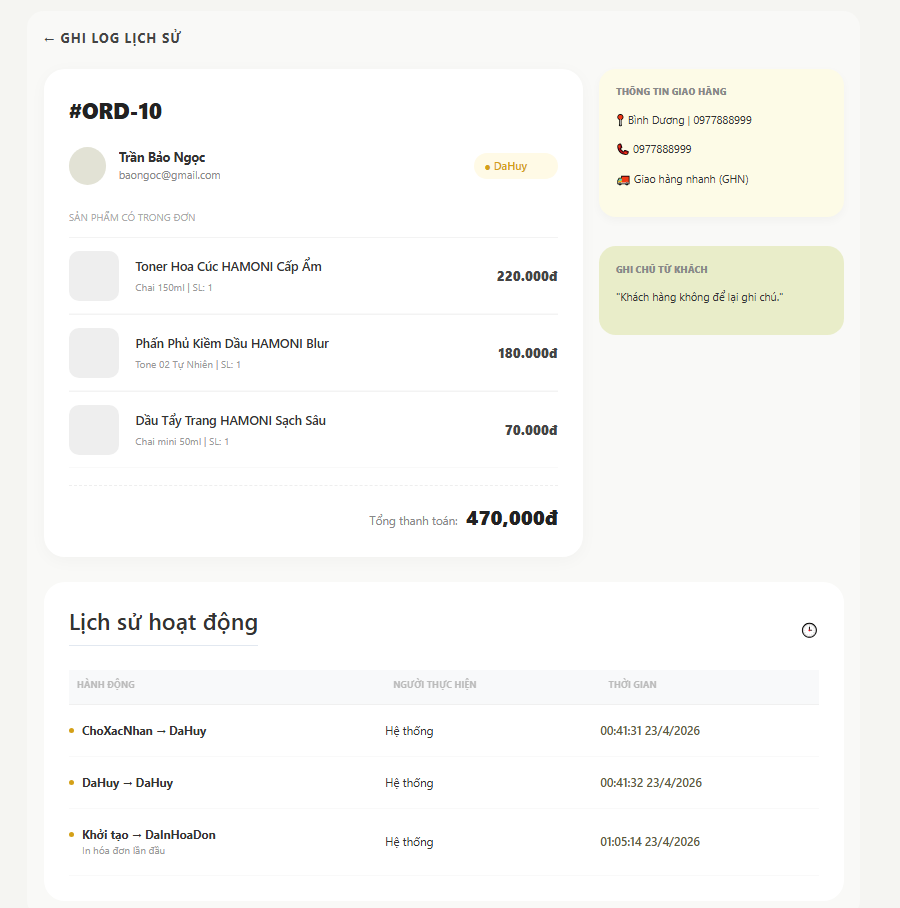 ← GHI LOG LỊCH SỬ
#ORD-10
Trần Bảo Ngọc
baongoc@gmail.com
DaHuy
SẢN PHẨM CÓ TRONG ĐƠN
Toner Hoa Cúc HAMONI Cấp Ẩm
Chai 150ml | SL: 1
220.000đ
Phấn Phủ Kiềm Dầu HAMONI Blur
Tone 02 Tự Nhiên | SL: 1
180.000đ
Dầu Tẩy Trang HAMONI Sạch Sâu
Chai mini 50ml | SL: 1
70.000đ
Tổng thanh toán: 470,000đ
THÔNG TIN GIAO HÀNG
Bình Dương | 0977888999
0977888999
Giao hàng nhanh (GHN)
GHI CHÚ TỪ KHÁCH
"Khách hàng không để lại ghi chú."
Lịch sử hoạt động
HÀNH ĐỘNG NGƯỜI THỰC HIỆN THỜI GIAN
ChoXacNhan → DaHuy Hệ thống 00:41:31 23/4/2026
DaHuy → DaHuy Hệ thống 00:41:32 23/4/2026
Khởi tạo → DaInHoaDon Hệ thống 01:05:14 23/4/2026
In hóa đơn lần đầu